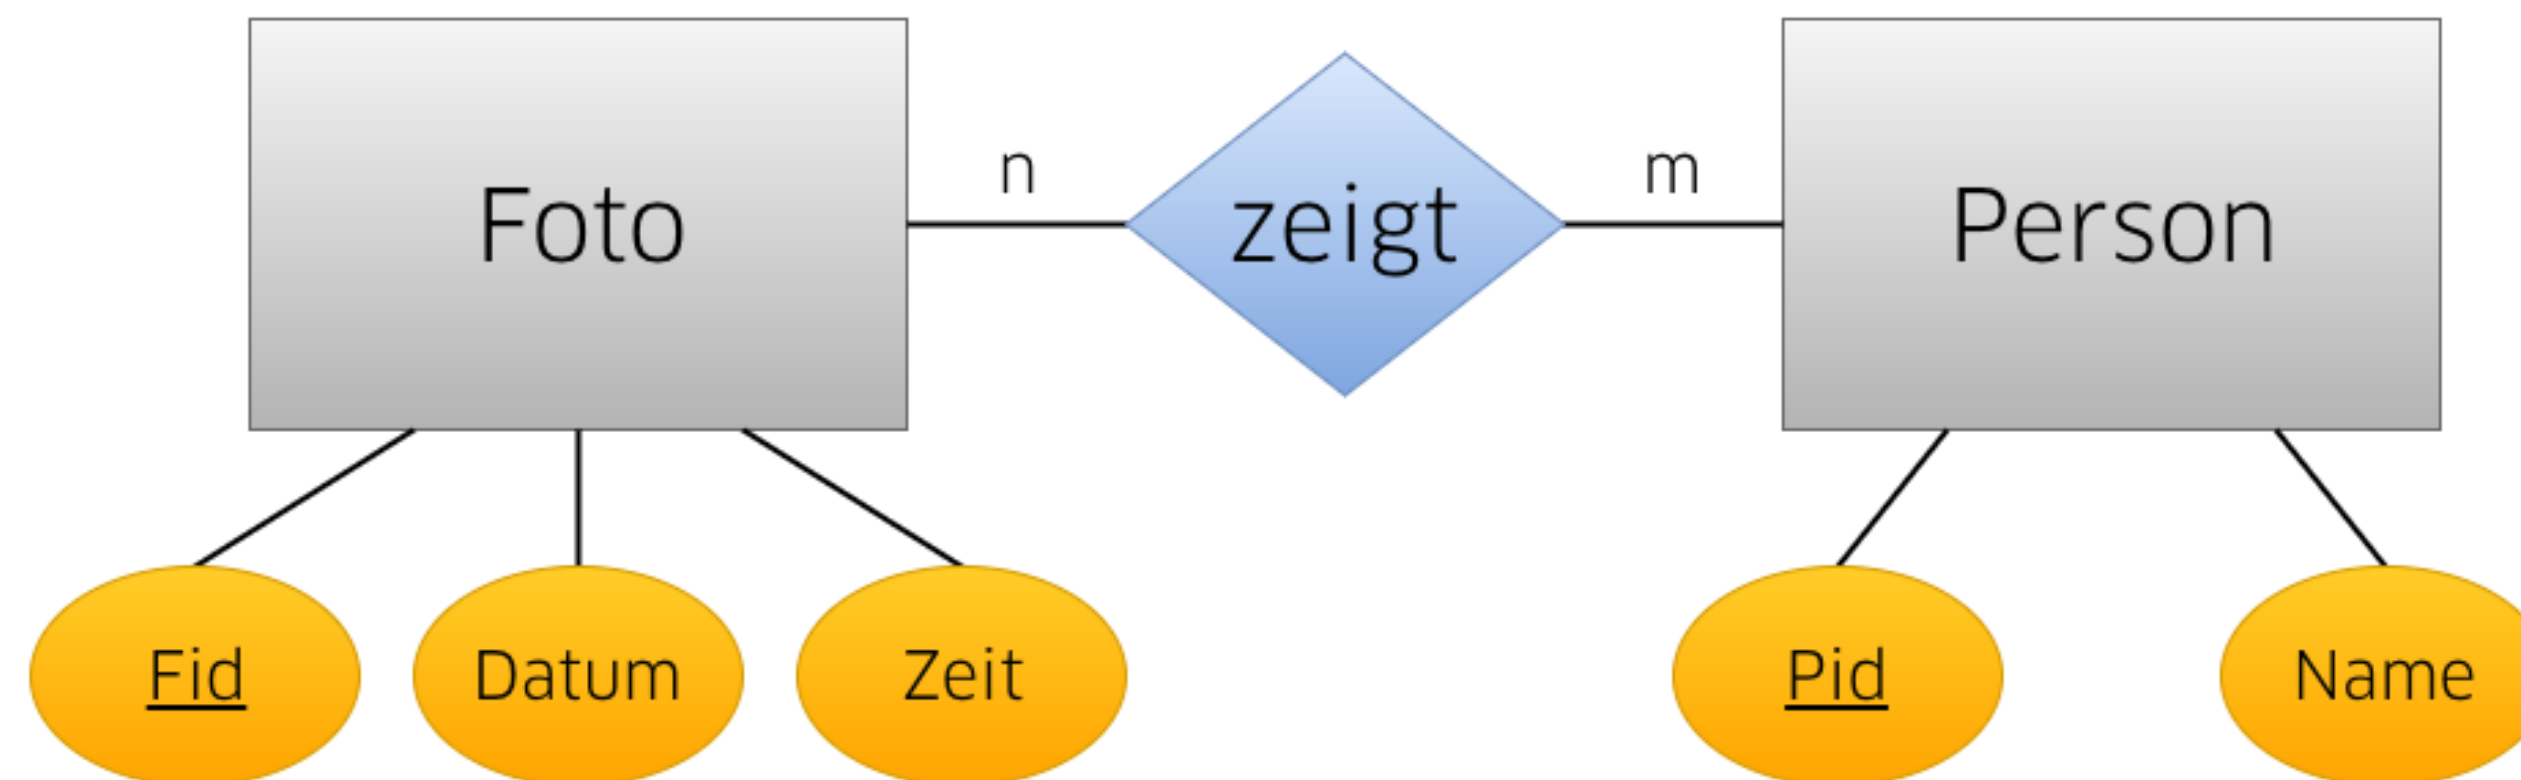 Foto
n
zeigt
m
Person
Fid
Datum
Zeit
Pid
Name